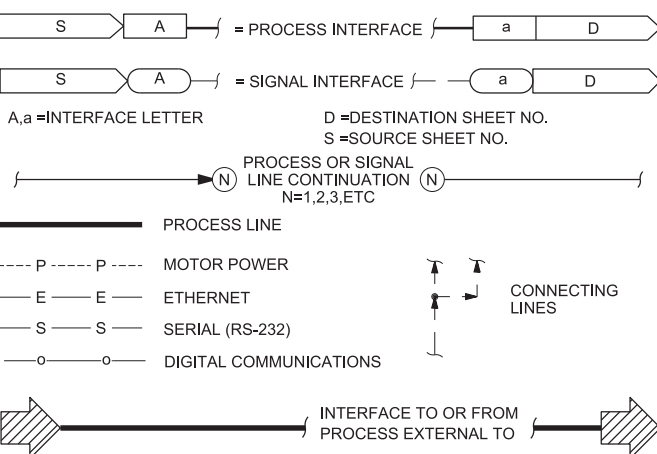 S A = PROCESS INTERFACE a D
S A = SIGNAL INTERFACE a D
A,a =INTERFACE LETTER
D =DESTINATION SHEET NO.
S =SOURCE SHEET NO.
N PROCESS OR SIGNAL
LINE CONTINUATION N
N=1,2,3,ETC
PROCESS LINE
P P MOTOR POWER
E E ETHERNET
S S SERIAL (RS-232)
o o DIGITAL COMMUNICATIONS
CONNECTING
LINES
INTERFACE TO OR FROM
PROCESS EXTERNAL TO